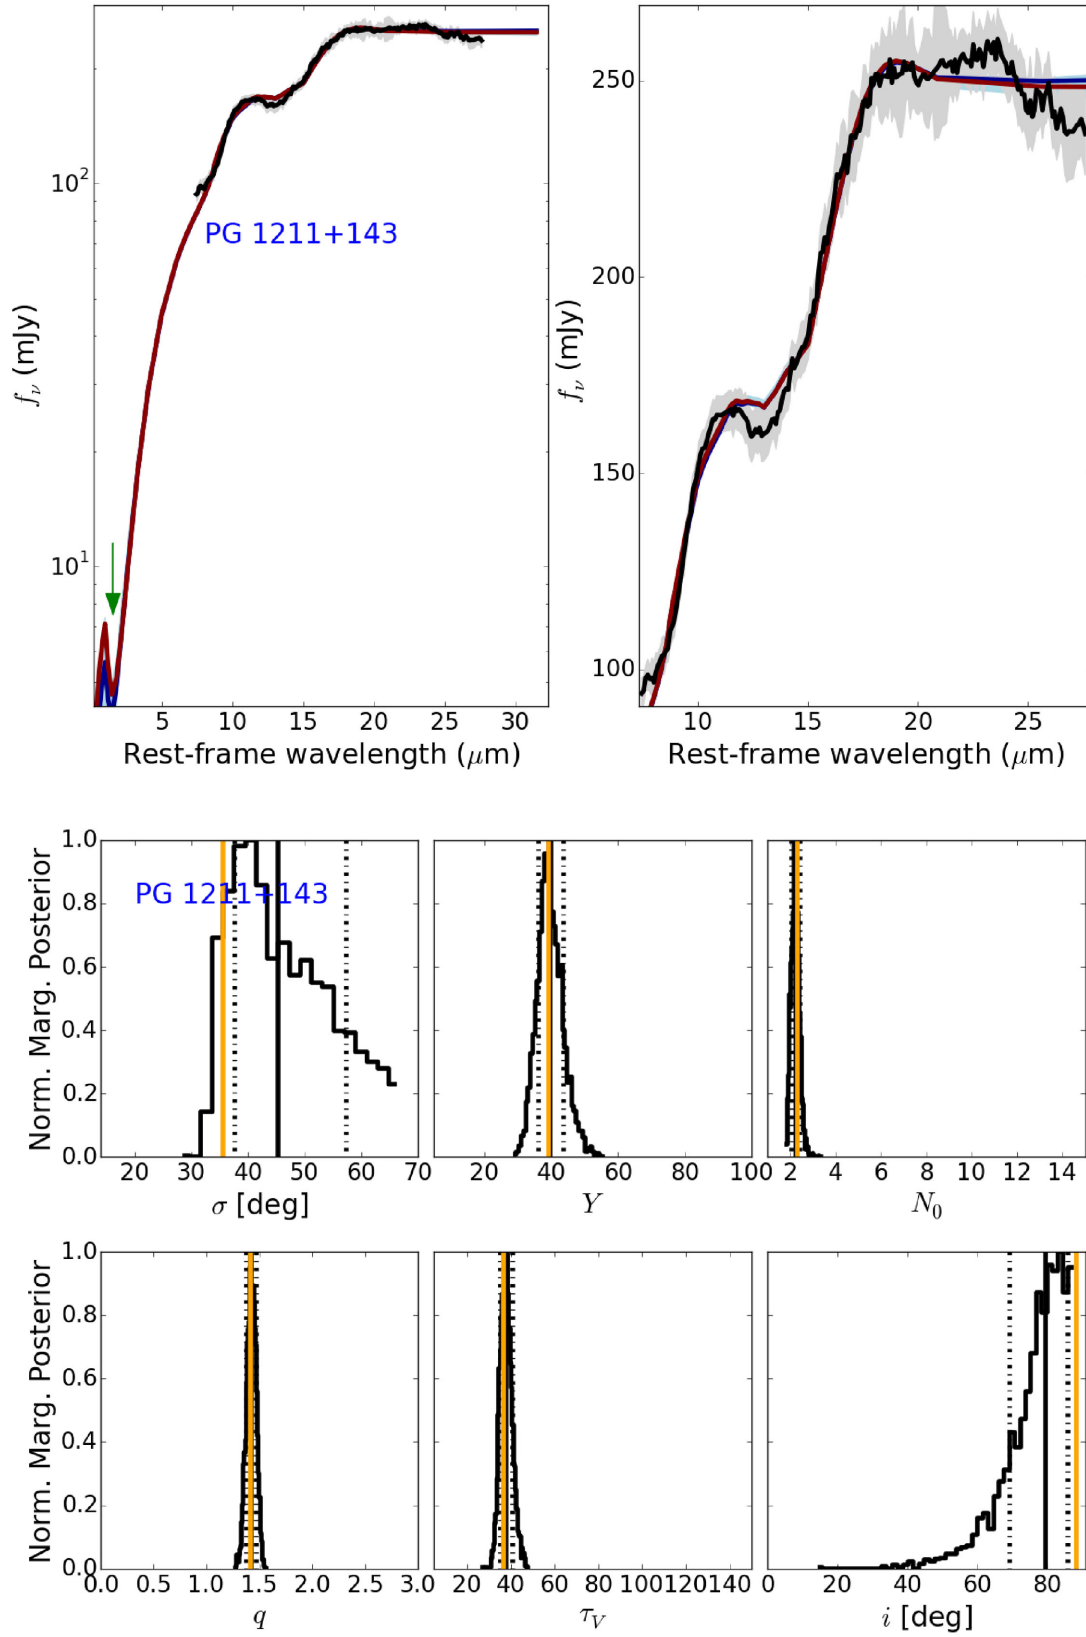 10²
10¹
f_ν (mJy)
PG 1211+143
5 10 15 20 25 30
Rest-frame wavelength (μm)
250
200
150
100
f_ν (mJy)
10 15 20 25
Rest-frame wavelength (μm)
1.0
0.8
0.6
0.4
0.2
0.0
Norm. Marg. Posterior
PG 1211+143
20 30 40 50 60 70
σ [deg]
20 40 60 80 100
Y
2 4 6 8 10 12 14
N₀
1.0
0.8
0.6
0.4
0.2
0.0
Norm. Marg. Posterior
0.0 0.5 1.0 1.5 2.0 2.5 3.0
q
20 40 60 80 100 120 140
τ_V
0 20 40 60 80
i [deg]